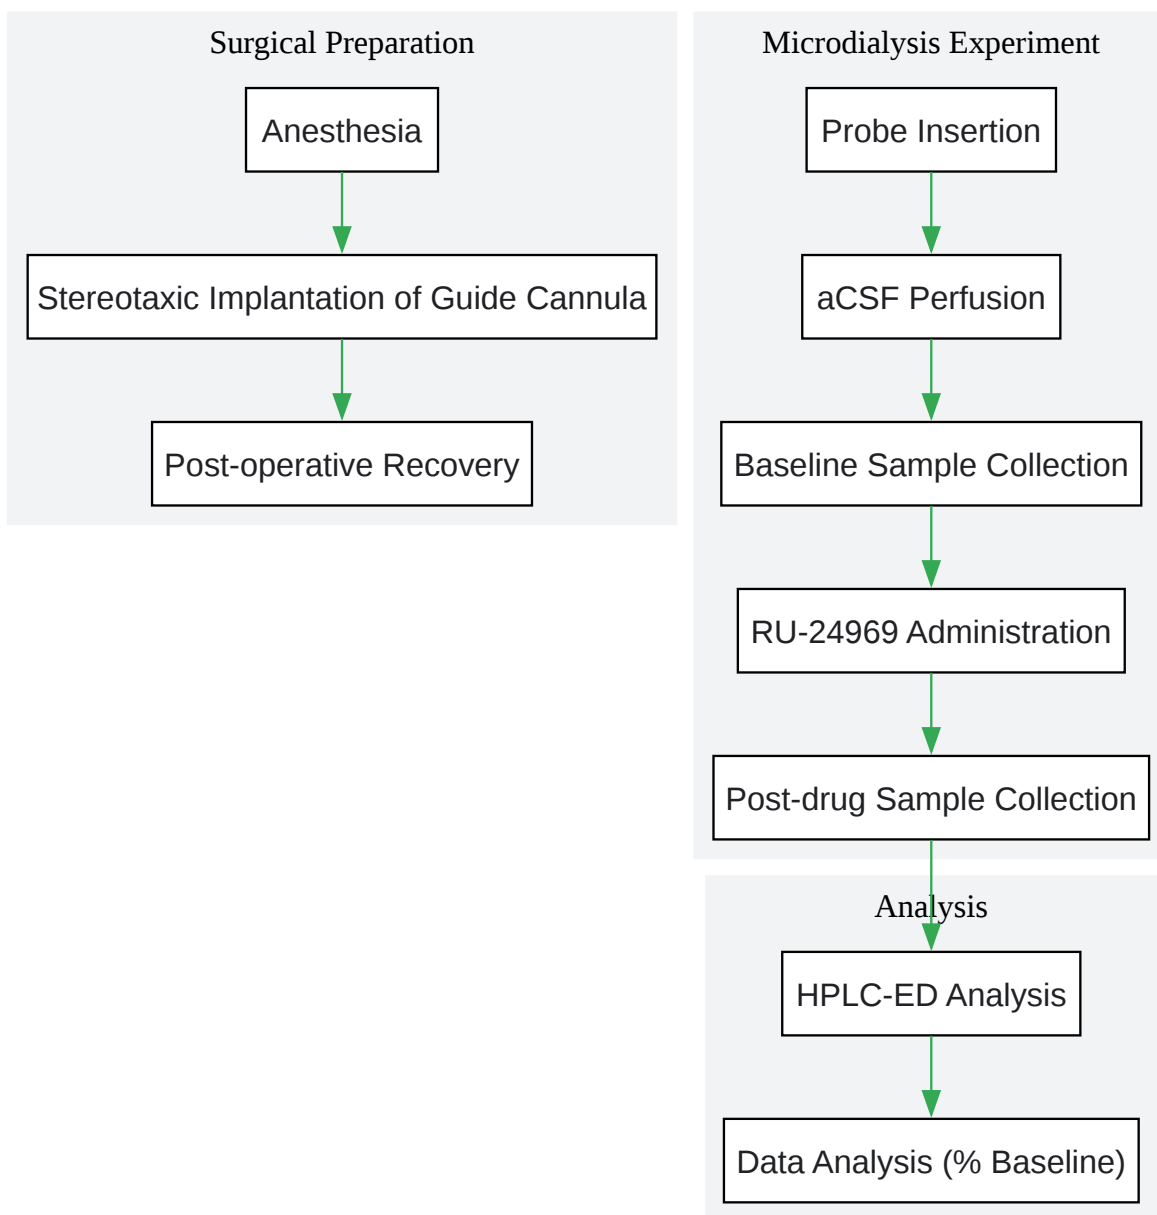 Surgical Preparation
Anesthesia
Stereotaxic Implantation of Guide Cannula
Post-operative Recovery
Microdialysis Experiment
Probe Insertion
aCSF Perfusion
Baseline Sample Collection
RU-24969 Administration
Post-drug Sample Collection
Analysis
HPLC-ED Analysis
Data Analysis (% Baseline)